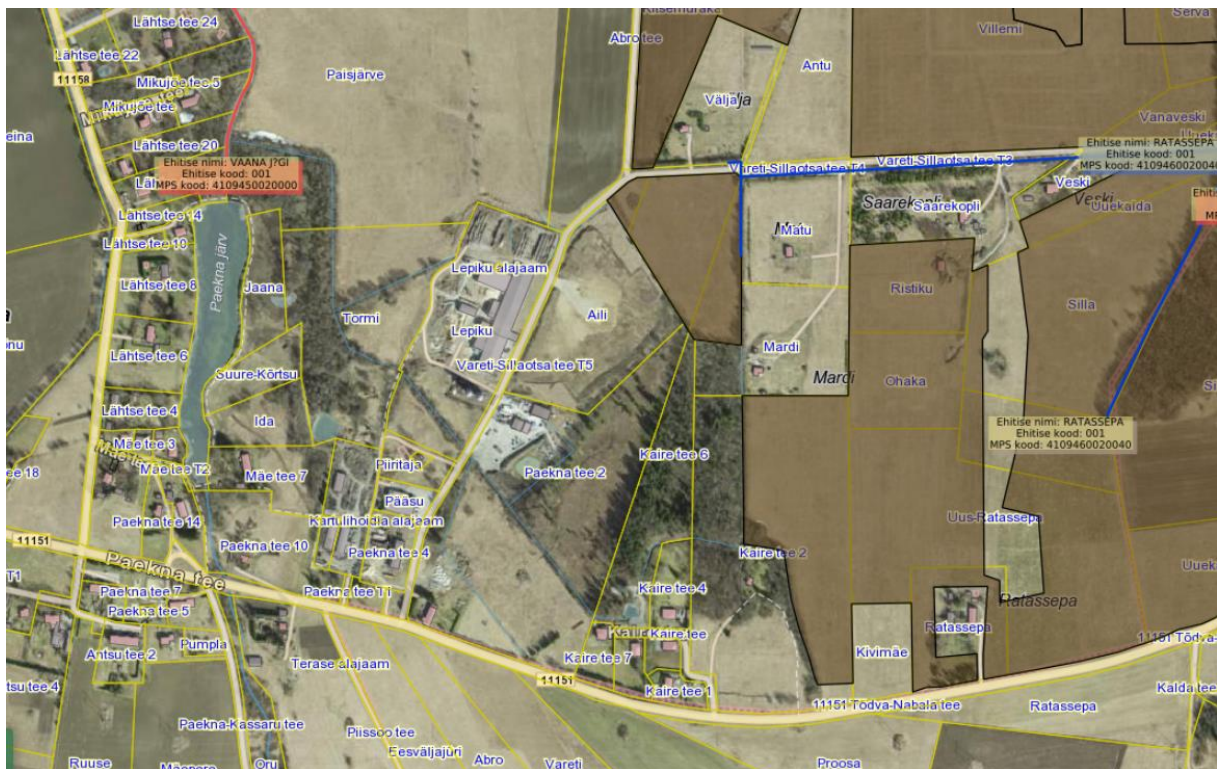 Lähtse tee 24
Abro tee
Villemi
Serva
Lähtse tee 22
Paisjärve
Antu
11158
Mikujõe tee 5
Välja
Mikujõe tee
Vanaveski
Lähtse tee 20
Ehitise nimi: VÄÄNA J?GI
Ehitise kood: 001
MPS kood: 4109450020000
Ehitise nimi: RATASSEPA
Ehitise kood: 001
MPS kood: 4109460020040
Vareti-Sillaotsa tee T4
Vareti-Sillaotsa tee T3
Veski
Veski
Lähtse tee 14
Saarekopli
Saarekopli
Uuekaida
Lähtse tee 10
Matu
Paekna järv
Lepiku alajaam
Lähtse tee 8
Jaana
Ristiku
Silla
Tormi
Aili
Lepiku
Mardi
Mardi
Lähtse tee 6
Vareti-Sillaotsa tee T5
Suure-Kõrtsu
Ohaka
Lähtse tee 4
Ida
Ehitise nimi: RATASSEPA
Ehitise kood: 001
MPS kood: 4109460020040
Mäe tee 3
Mäe tee T2
Mäe tee 7
Piiritaja
Paekna tee 2
Kaire tee 6
Pääsu
Paekna tee 14
Kartulihoidla alajaam
Uus-Ratassepa
11151
Paekna tee
Paekna tee 10
Paekna tee 4
Kaire tee 2
Paekna tee 7
Paekna tee T1
Kaire tee 4
Ratassepa
Paekna tee 5
Kaire tee
Ratassepa
Antsu tee 2
Pumpla
Kaire tee 7
Kivimäe
Terase alajaam
11151
Kaire tee 1
11151 Tõdva-Nabala tee
Ratassepa
Kalda tee
Paekna-Kassaru tee
Piissoo tee
Eesväljajüri
Abro
Vareti
Proosa
Ruuse
Oru